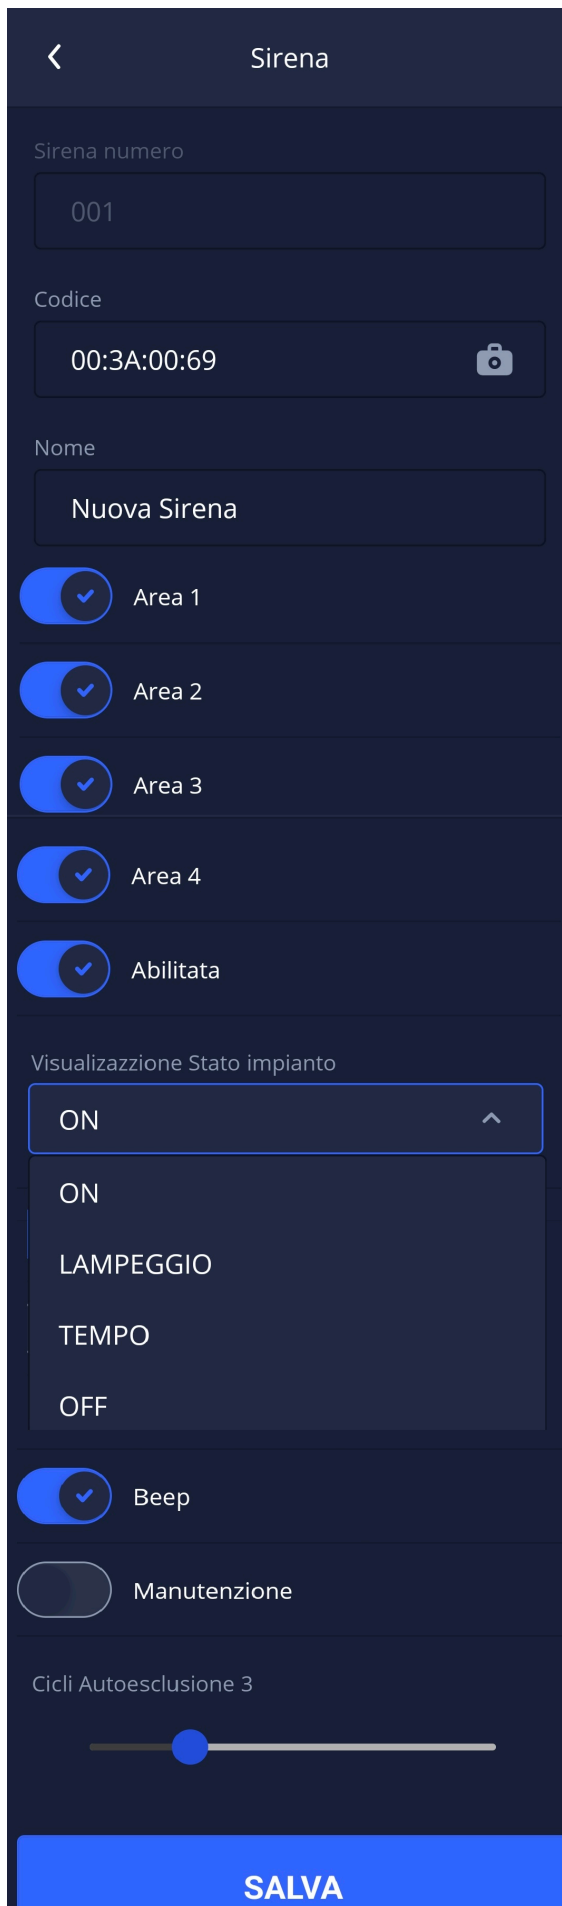 Sirena
Sirena numero
001
Codice
00:3A:00:69
Nome
Nuova Sirena
Area 1
Area 2
Area 3
Area 4
Abilitata
Visualizazzione Stato impianto
ON
ON
LAMPEGGIO
TEMPO
OFF
Beep
Manutenzione
Cicli Autoesclusione 3
SALVA